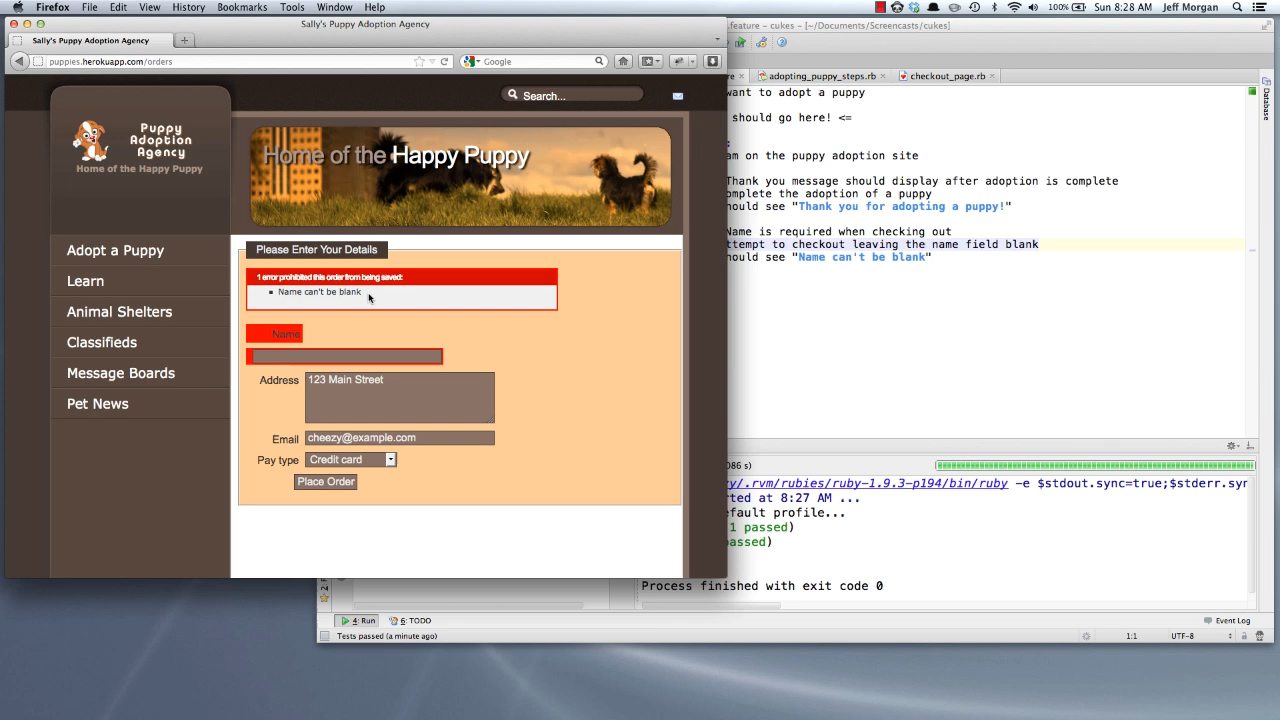 Firefox File Edit View History Bookmarks Tools Window Help
100% Sun 8:28 AM Jeff Morgan
Sally's Puppy Adoption Agency
Sally's Puppy Adoption Agency
puppies.herokuapp.com/orders
Google
Search...
Puppy
Adoption
Agency
Home of the Happy Puppy
Home of the Happy Puppy
Adopt a Puppy
Learn
Animal Shelters
Classifieds
Message Boards
Pet News
Please Enter Your Details
1 error prohibited this order from being saved:
Name can't be blank
Name
Address 123 Main Street
Email cheezy@example.com
Pay type Credit card
Place Order
.feature - cukes - [~/Documents/Screencasts/cukes]
adopting_puppy_steps.rb checkout_page.rb
want to adopt a puppy
should go here! <=
:
am on the puppy adoption site
Thank you message should display after adoption is complete
omplete the adoption of a puppy
hould see "Thank you for adopting a puppy!"
Name is required when checking out
ttempt to checkout leaving the name field blank
hould see "Name can't be blank"
Database
086 s)
y/.rvm/rubies/ruby-1.9.3-p194/bin/ruby -e $stdout.sync=true;$stderr.syn
rted at 8:27 AM ...
efault profile...
1 passed)
passed)
Process finished with exit code 0
4: Run 6: TODO Event Log
Tests passed (a minute ago) 1:1 UTF-8